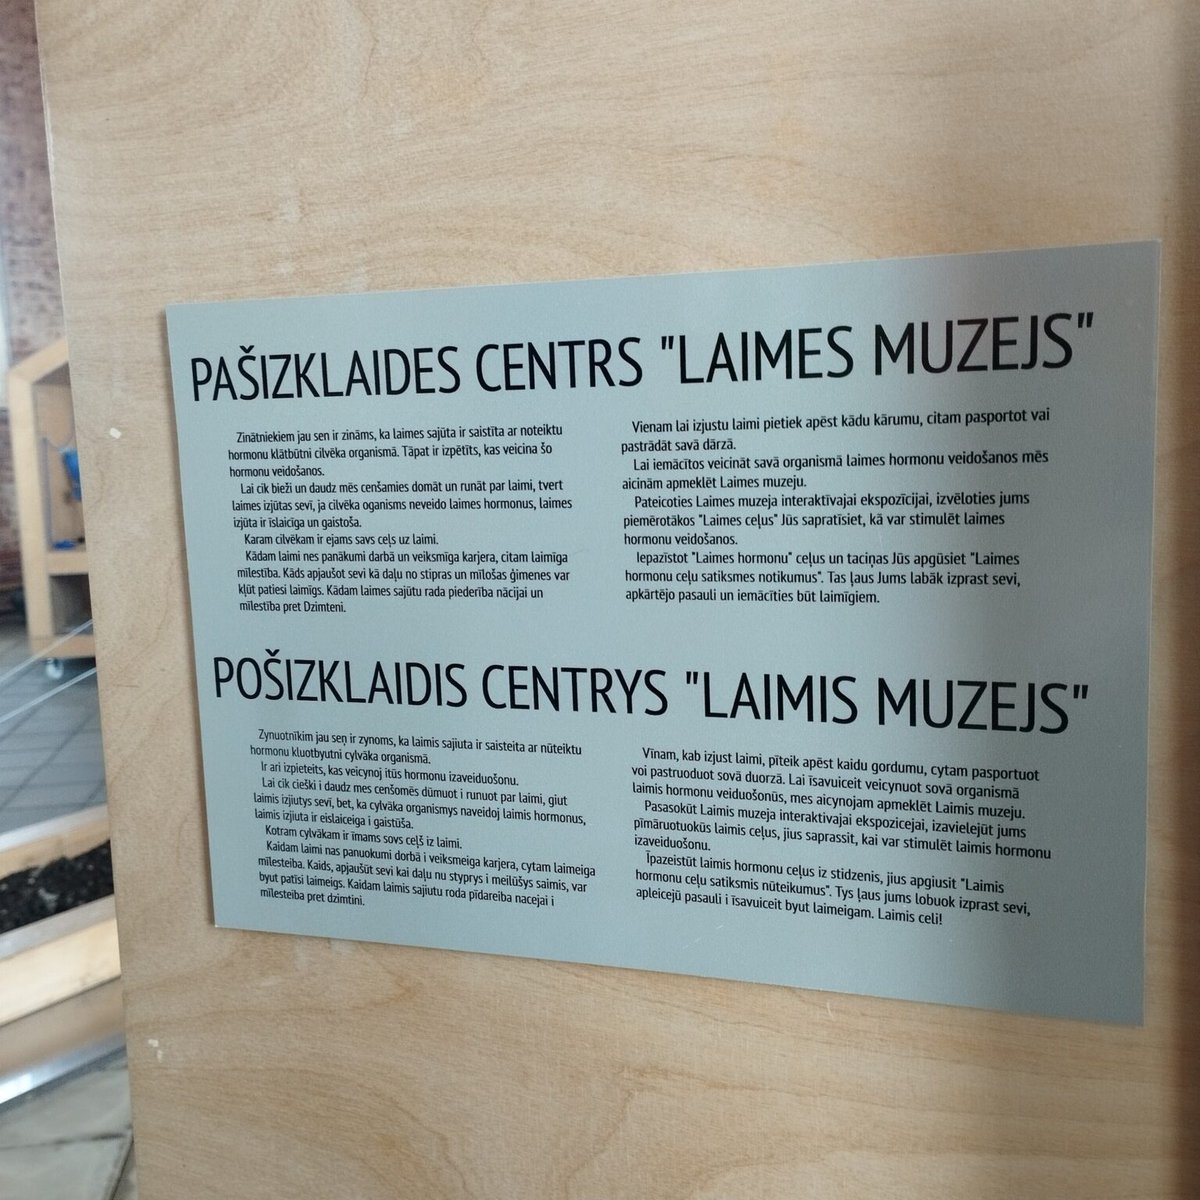 PAŠIZKLAIDES CENTRS "LAIMES MUZEJS"
Zinātniekiem jau sen ir zināms, ka laimes sajūta ir saistīta ar noteiktu
hormonu klātbūtni cilvēka organismā. Tāpat ir izpētīts, kas veicina šo
hormonu veidošanos.
Lai cik bieži un daudz mēs cenšamies domāt un runāt par laimi, tvert
laimes izjūtas sevī, ja cilvēka oganisms neveido laimes hormonus, laimes
izjūta ir īslaicīga un gaistoša.
Karam cilvēkam ir ejams savs ceļs uz laimi.
Kādam laimi nes panākumi darbā un veiksmīga karjera, citam laimīga
mīlestība. Kāds apjaušot sevi kā daļu no stipras un mīlošas ģimenes var
kļūt patiesi laimīgs. Kādam laimes sajūtu rada piederība nācijai un
mīlestība pret Dzimteni.
Vienam lai izjustu laimi pietiek apēst kādu kārumu, citam pasportot vai
pastrādāt savā dārzā.
Lai iemācītos veicināt savā organismā laimes hormonu veidošanos mēs
aicinām apmeklēt Laimes muzeju.
Pateicoties Laimes muzeja interaktīvajai ekspozīcijai, izvēloties jums
piemērotākos "Laimes ceļus" Jūs sapratīsiet, kā var stimulēt laimes
hormonu veidošanos.
Iepazīstot "Laimes hormonu" ceļus un taciņas Jūs apgūsiet "Laimes
hormonu ceļu satiksmes notikumus". Tas ļaus Jums labāk izprast sevi,
apkārtējo pasauli un iemācīties būt laimīgiem.
POŠIZKLAIDIS CENTRYS "LAIMIS MUZEJS"
Zynuotnīkim jau seņ ir zynoms, ka laimis sajiuta ir saisteita ar nūteiktu
hormonu kluotbyutni cylvāka organismā.
Ir ari izpieteits, kas veicynoj itūs hormonu izaveiduošonu.
Lai cik cieški i daudz mes cenšomēs dūmuot i runuot par laimi, giut
laimis izjiutys sevī, bet, ka cylvāka organismys naveidoj laimis hormonus,
laimis izjiuta ir eislaiceiga i gaistūša.
Kotram cylvākam ir īmams sovs ceļš iz laimi.
Kaidam laimi nas panuokumi dorbā i veiksmeiga karjera, cytam laimeiga
mīlesteiba. Kaids, apjaušūt sevi kai daļu nu styprys i meilūšys saimis, var
byut patīsi laimeigs. Kaidam laimis sajiutu roda pīdareiba nacejai i
mīlesteiba pret dzimtini.
Vīnam, kab izjust laimi, pīteik apēst kaidu gordumu, cytam pasportuot
voi pastruoduot sovā duorzā. Lai īsavuiceit veicynuot sovā organismā
laimis hormonu veiduošonūs, mes aicynojam apmeklēt Laimis muzeju.
Pasasokūt Laimis muzeja interaktivajai ekspozicejai, izavielejūt jums
pīmāruotuokūs laimis ceļus, jius saprassit, kai var stimulēt laimis hormonu
izaveiduošonu.
Īpazeistūt laimis hormonu ceļus iz stidzenis, jius apgiusit "Laimis
hormonu ceļu satiksmis nūteikumus". Tys ļaus jums lobuok izprast sevi,
apleicejū pasauli i īsavuiceit byut laimeigam. Laimis celi!